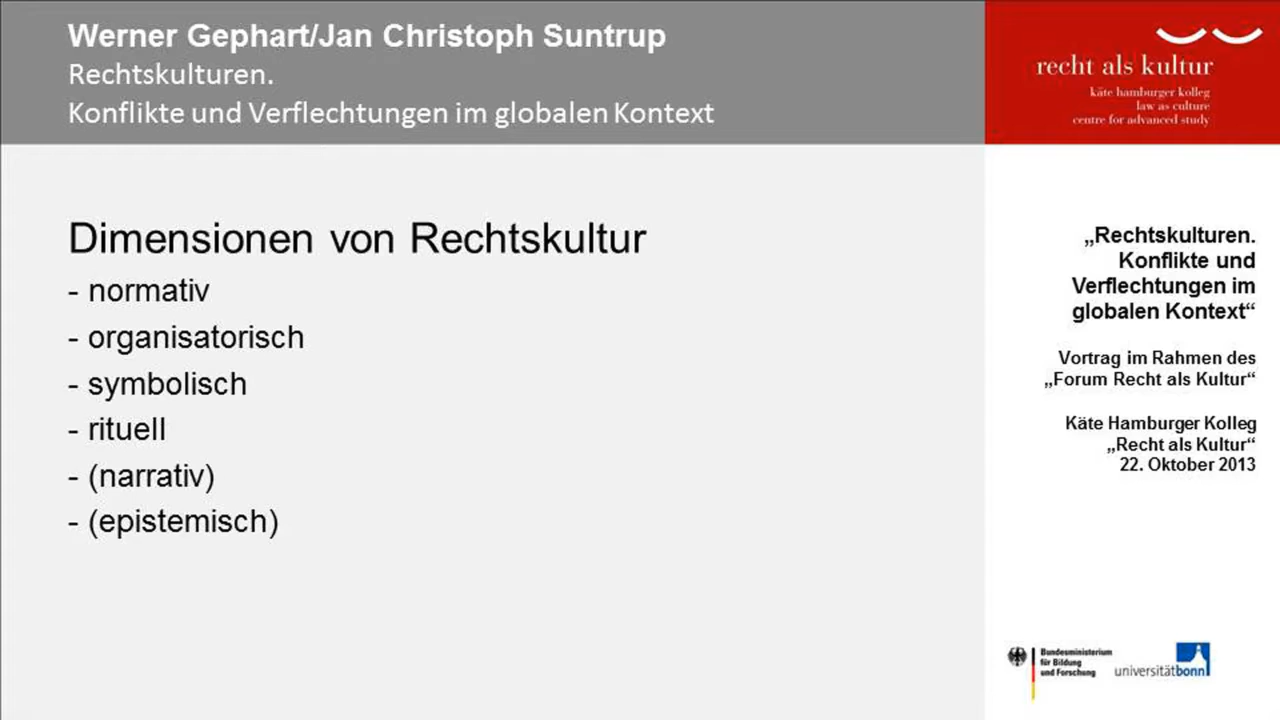 Werner Gephart/Jan Christoph Suntrup
Rechtskulturen.
Konflikte und Verflechtungen im globalen Kontext
recht als kultur
käte hamburger kolleg
law as culture
centre for advanced study
Dimensionen von Rechtskultur
- normativ
- organisatorisch
- symbolisch
- rituell
- (narrativ)
- (epistemisch)
„Rechtskulturen.
Konflikte und
Verflechtungen im
globalen Kontext“
Vortrag im Rahmen des
„Forum Recht als Kultur“
Käte Hamburger Kolleg
„Recht als Kultur“
22. Oktober 2013
Bundesministerium
für Bildung
und Forschung
universitätbonn